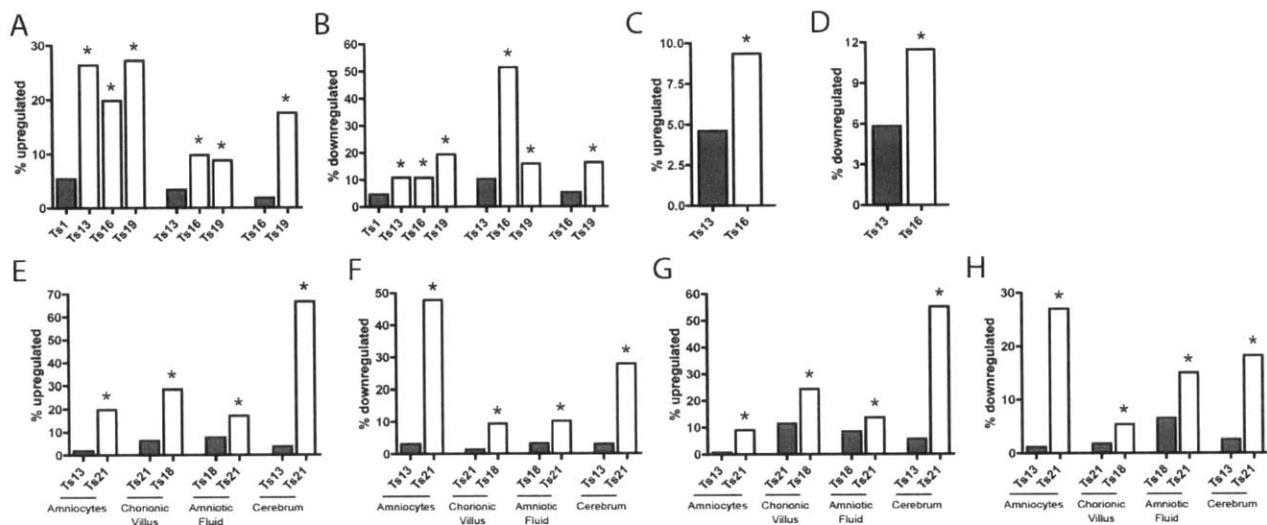 A
% upregulated
30
20
10
0
*
*
*
*
*
*
Ts1
Ts13
Ts16
Ts19
Ts13
Ts16
Ts19
Ts16
Ts19
B
% downregulated
60
50
40
30
20
10
0
*
*
*
*
*
*
Ts1
Ts13
Ts16
Ts19
Ts13
Ts16
Ts19
Ts16
Ts19
C
% upregulated
10.0
7.5
5.0
2.5
0.0
*
Ts13
Ts16
D
% downregulated
12
9
6
3
0
*
Ts13
Ts16
E
% upregulated
70
60
50
40
30
20
10
0
*
*
*
*
Ts13
Ts21
Ts21
Ts18
Ts18
Ts21
Ts13
Ts21
Amniocytes
Chorionic
Villus
Amniotic
Fluid
Cerebrum
F
% downregulated
50
40
30
20
10
0
*
*
*
*
Ts13
Ts21
Ts21
Ts18
Ts18
Ts21
Ts13
Ts21
Amniocytes
Chorionic
Villus
Amniotic
Fluid
Cerebrum
G
% upregulated
60
50
40
30
20
10
0
*
*
*
*
Ts13
Ts21
Ts21
Ts18
Ts18
Ts21
Ts13
Ts21
Amniocytes
Chorionic
Villus
Amniotic
Fluid
Cerebrum
H
% downregulated
30
20
10
0
*
*
*
*
Ts13
Ts21
Ts21
Ts18
Ts18
Ts21
Ts13
Ts21
Amniocytes
Chorionic
Villus
Amniotic
Fluid
Cerebrum